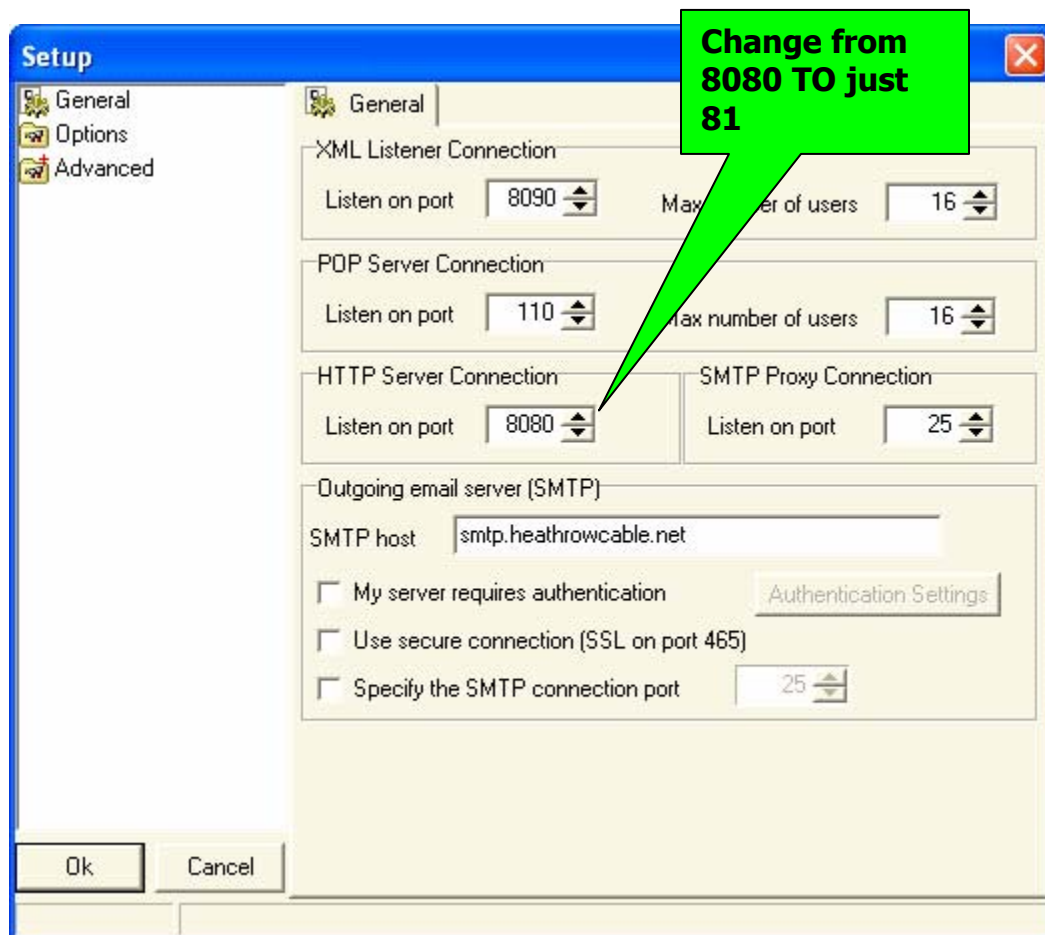 Setup
Change from
8080 TO just
81
General
Options
Advanced
General
XML Listener Connection
Listen on port 8090 Max er of users 16
POP Server Connection
Listen on port 110 Max number of users 16
HTTP Server Connection
Listen on port 8080
SMTP Proxy Connection
Listen on port 25
Outgoing email server (SMTP)
SMTP host smtp.heathrowcable.net
My server requires authentication Authentication Settings
Use secure connection (SSL on port 465)
Specify the SMTP connection port 25
Ok Cancel